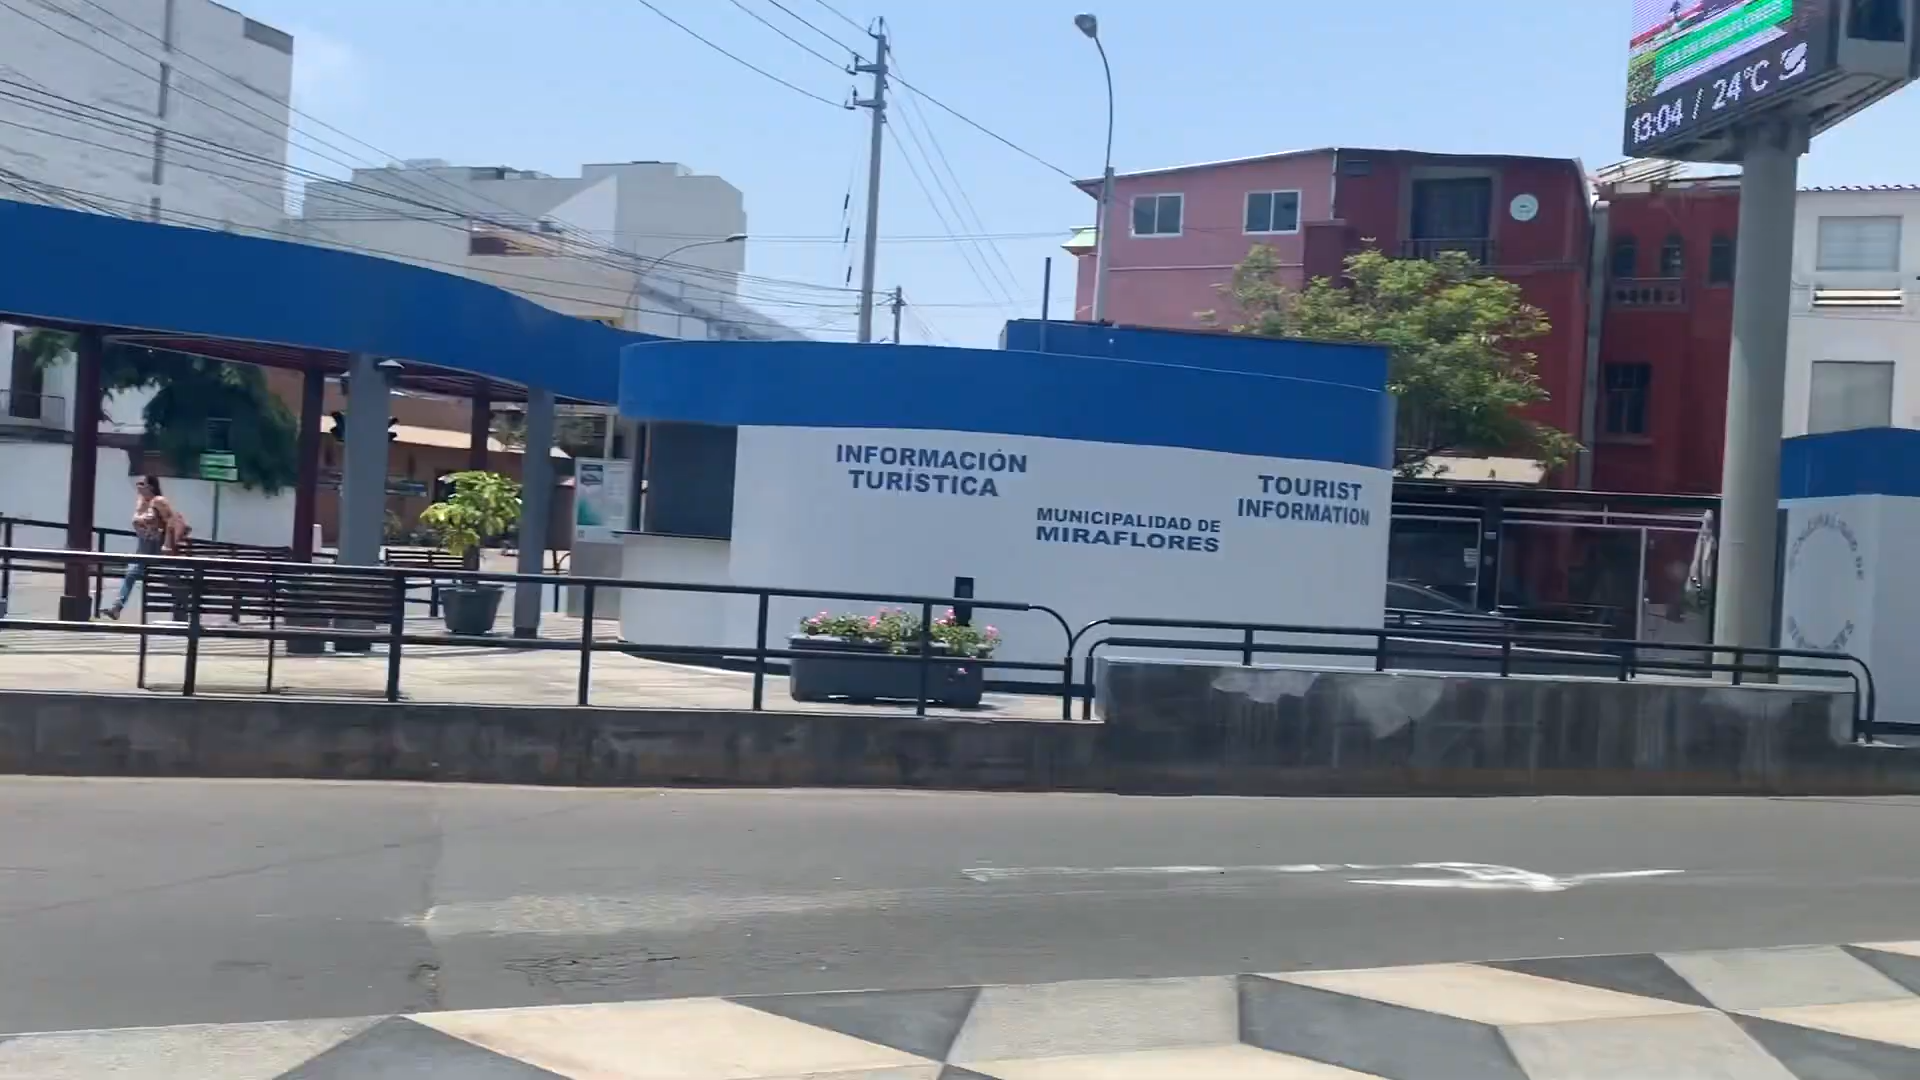 13:04 / 24°C
INFORMACIÓN
TURÍSTICA
MUNICIPALIDAD DE
MIRAFLORES
TOURIST
INFORMATION